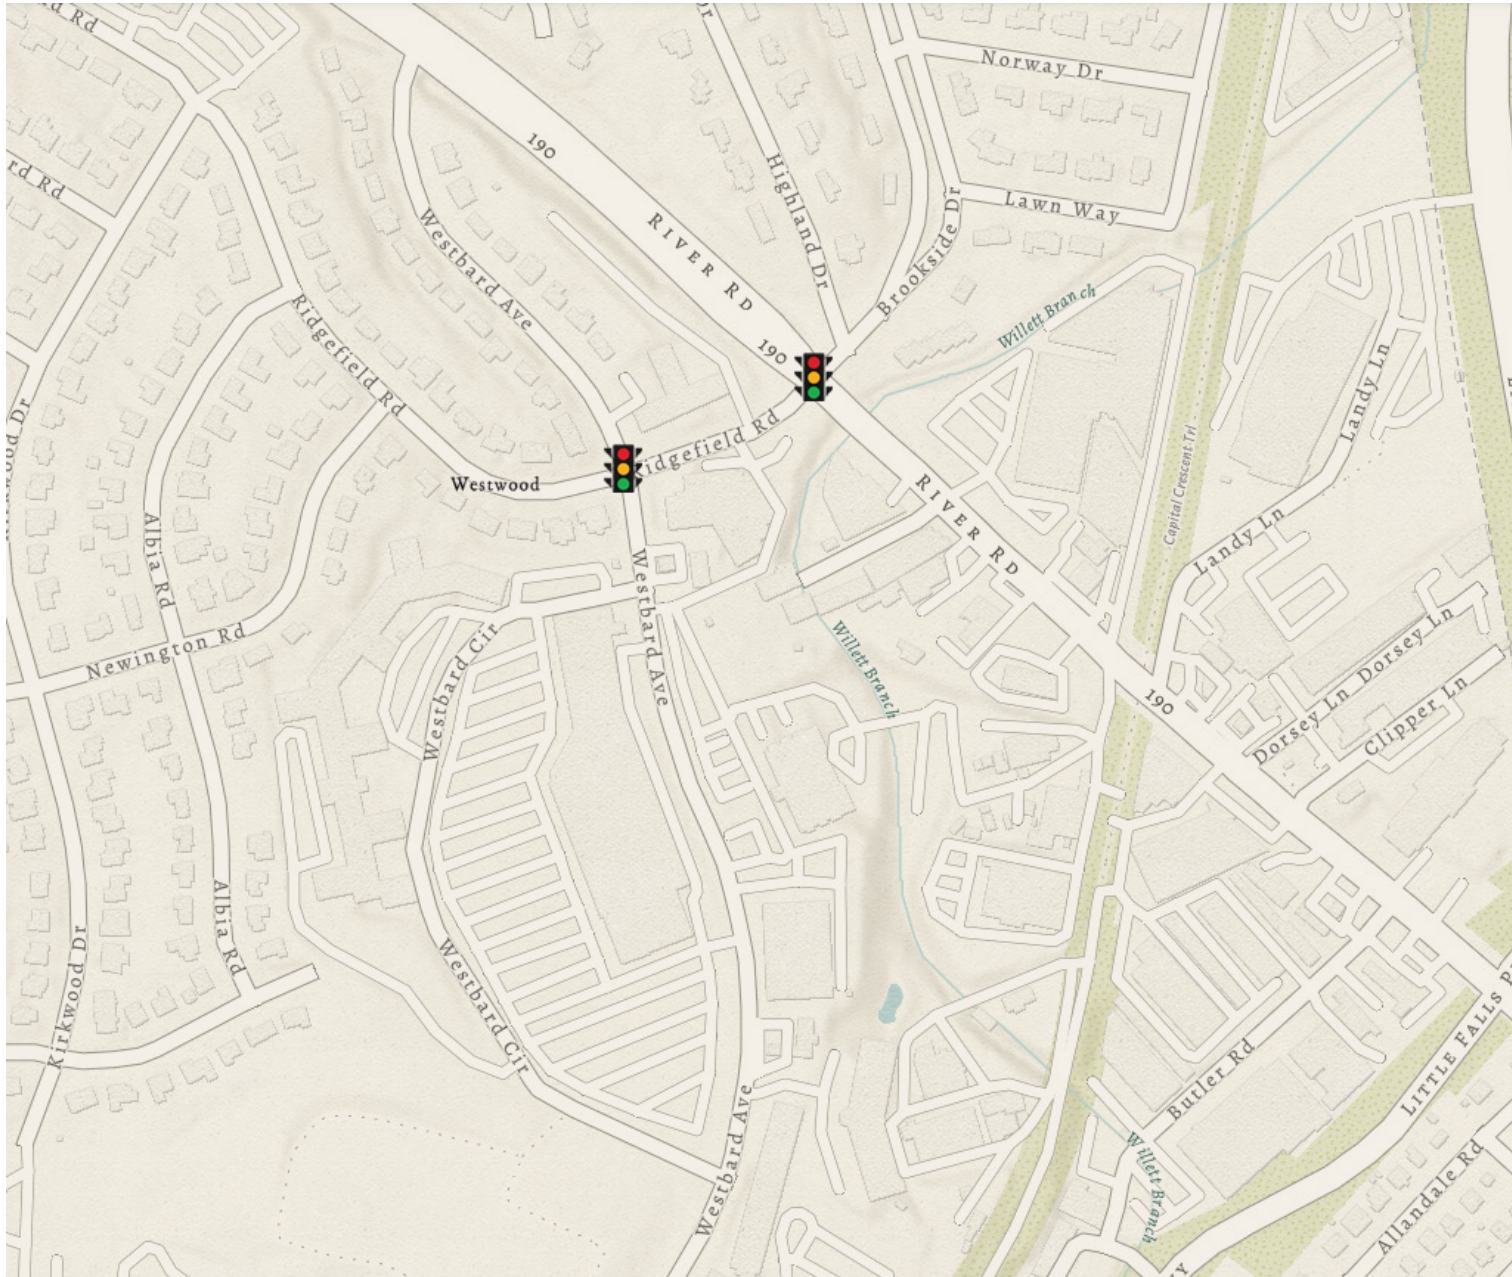 d Rd
Norway Dr
190
rd Rd
Highland Dr
Lawn Way
Westbard Ave
RIVER RD
Brookside Dr
Willett Branch
Ridgefield Rd
190
Landy Ln
Ridgefield Rd
Westwood
Capital Crescent Trl
RIVER RD
Landy Ln
Albia Rd
Westbard Ave
Newington Rd
Westbard Cir
Willett Branch
Dorsey Ln
Dorsey Ln
190
Clipper Ln
Albia Rd
Kirkwood Dr
Westbard Cir
LITTLE FALLS P
Butler Rd
Westbard Ave
Willett Branch
Allandale Rd